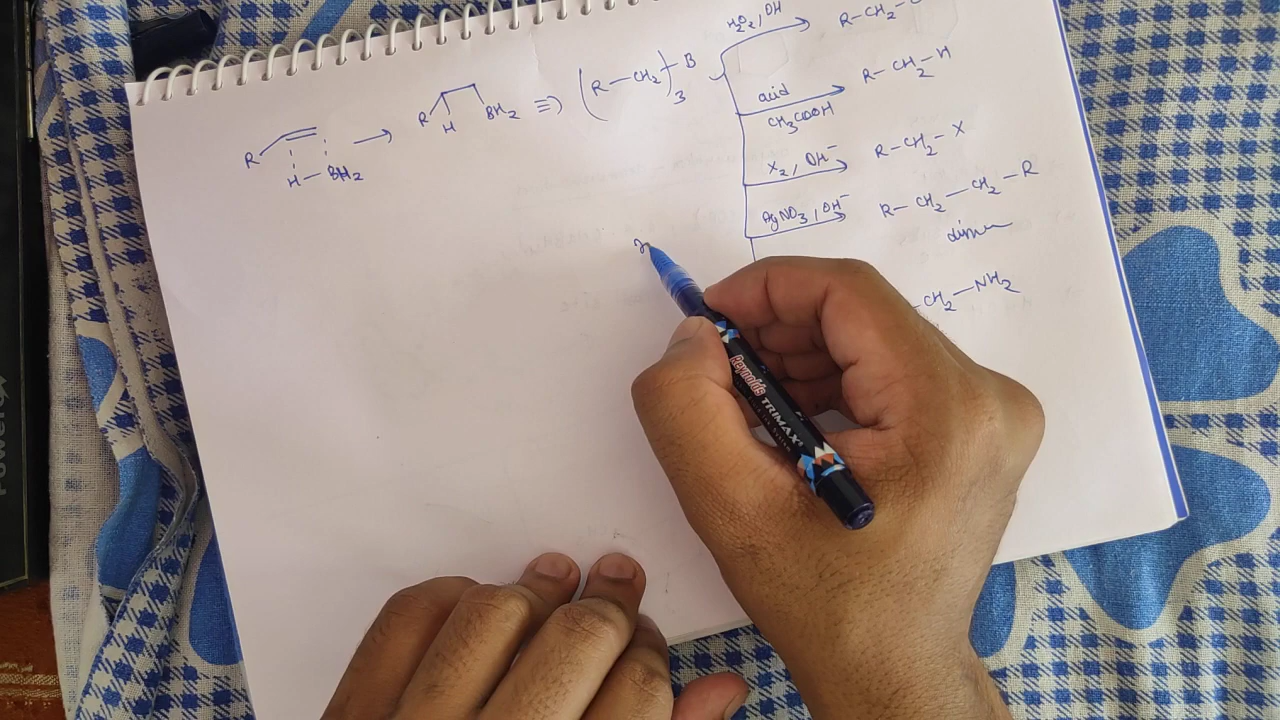 R
H – BH₂
→
R
H
BH₂
≡) (R–CH₂)₃ B
H₂O₂ / OH
R–CH₂–
acid
CH₃COOH
R–CH₂–H
X₂ / OH⁻
R–CH₂–X
AgNO₃ / OH⁻
R–CH₂–CH₂–R
dimer
–CH₂–NH₂
Reynolds TRIMAX
Power